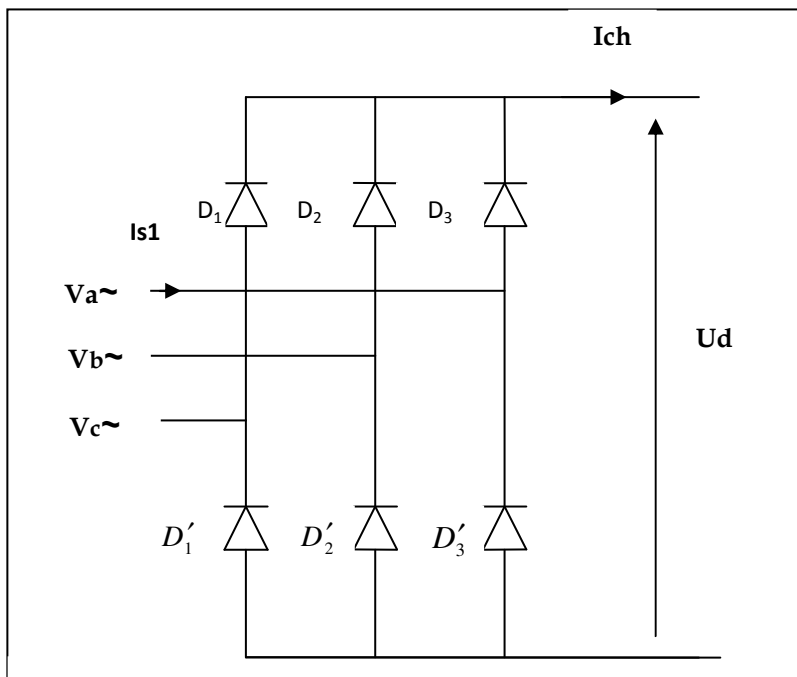 Ich
D₁ D₂ D₃
Is1
Va~
Ud
Vb~
Vc~
D′₁ D′₂ D′₃